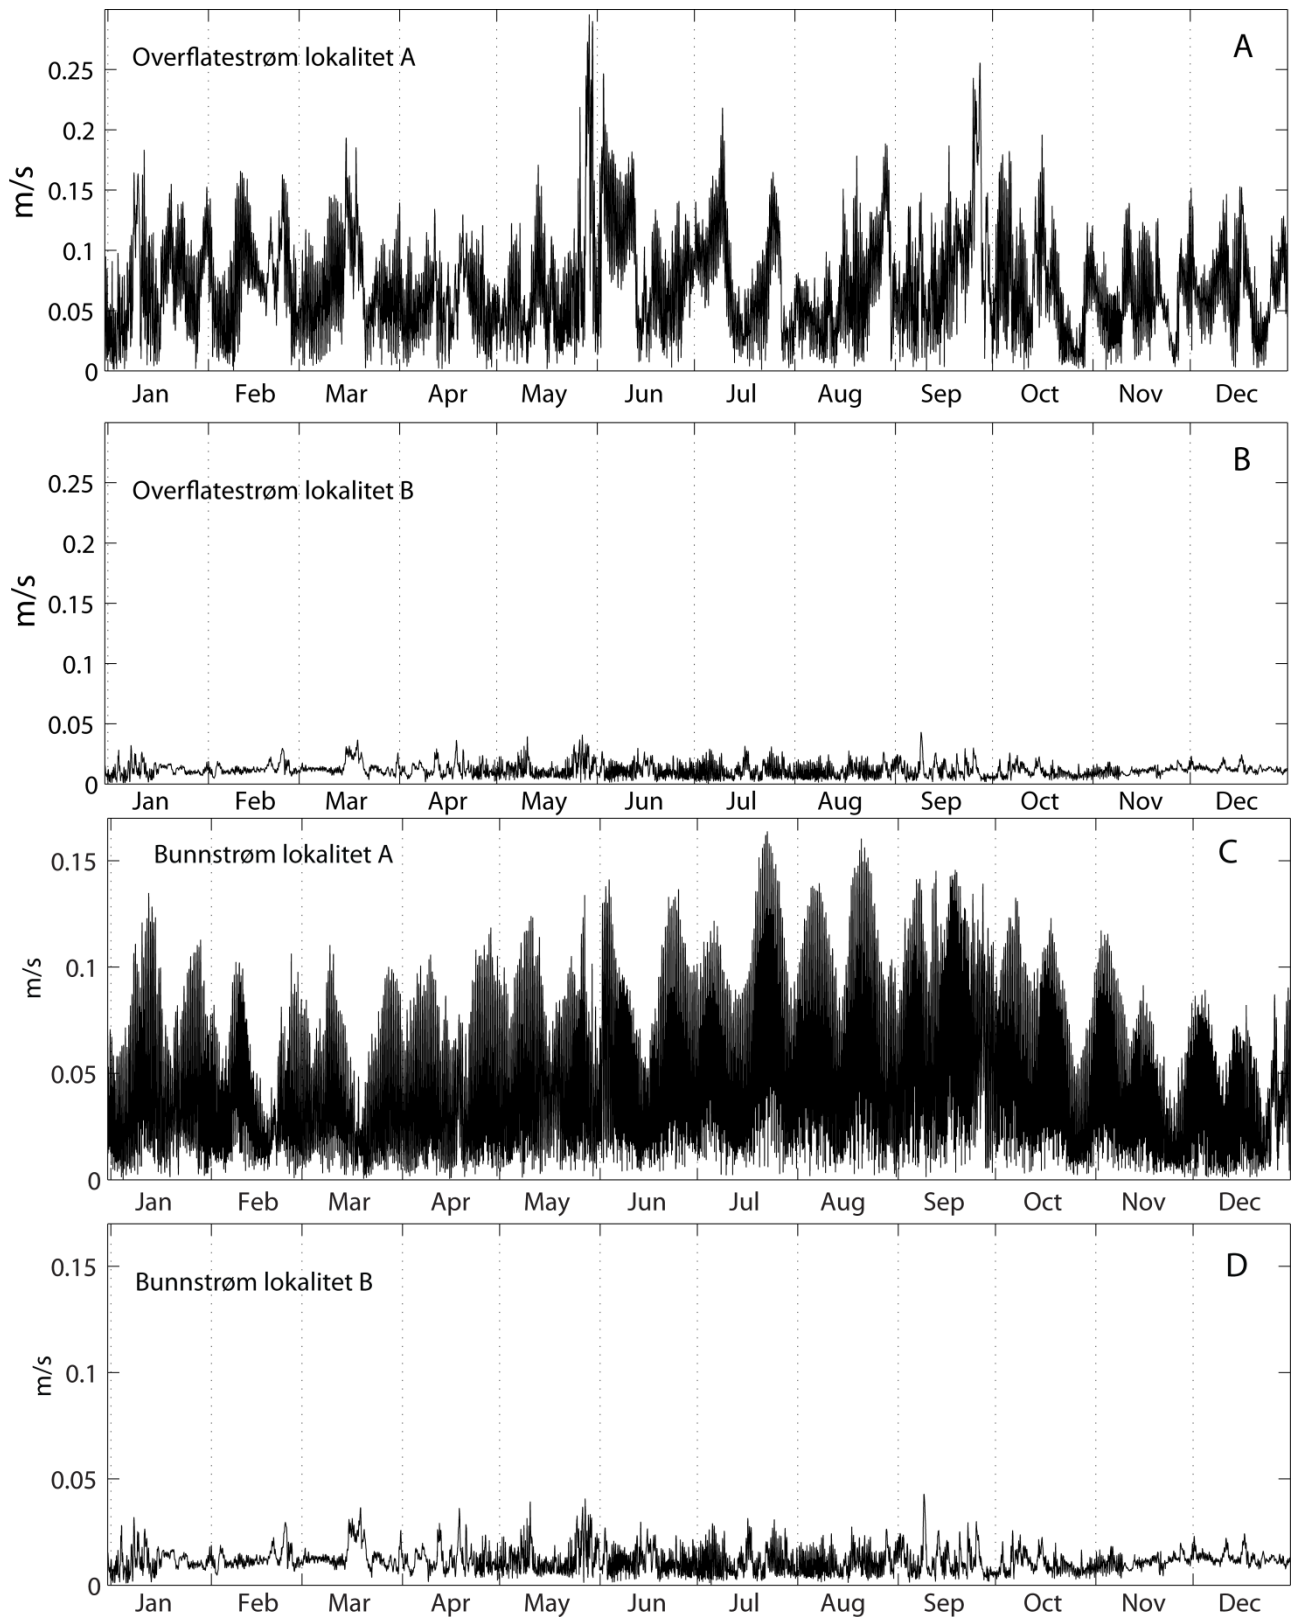 Overflatestrøm lokalitet A
A
m/s
0.25
0.2
0.15
0.1
0.05
0
Jan Feb Mar Apr May Jun Jul Aug Sep Oct Nov Dec
Overflatestrøm lokalitet B
B
m/s
0.25
0.2
0.15
0.1
0.05
0
Jan Feb Mar Apr May Jun Jul Aug Sep Oct Nov Dec
Bunnstrøm lokalitet A
C
m/s
0.15
0.1
0.05
0
Jan Feb Mar Apr May Jun Jul Aug Sep Oct Nov Dec
Bunnstrøm lokalitet B
D
m/s
0.15
0.1
0.05
0
Jan Feb Mar Apr May Jun Jul Aug Sep Oct Nov Dec